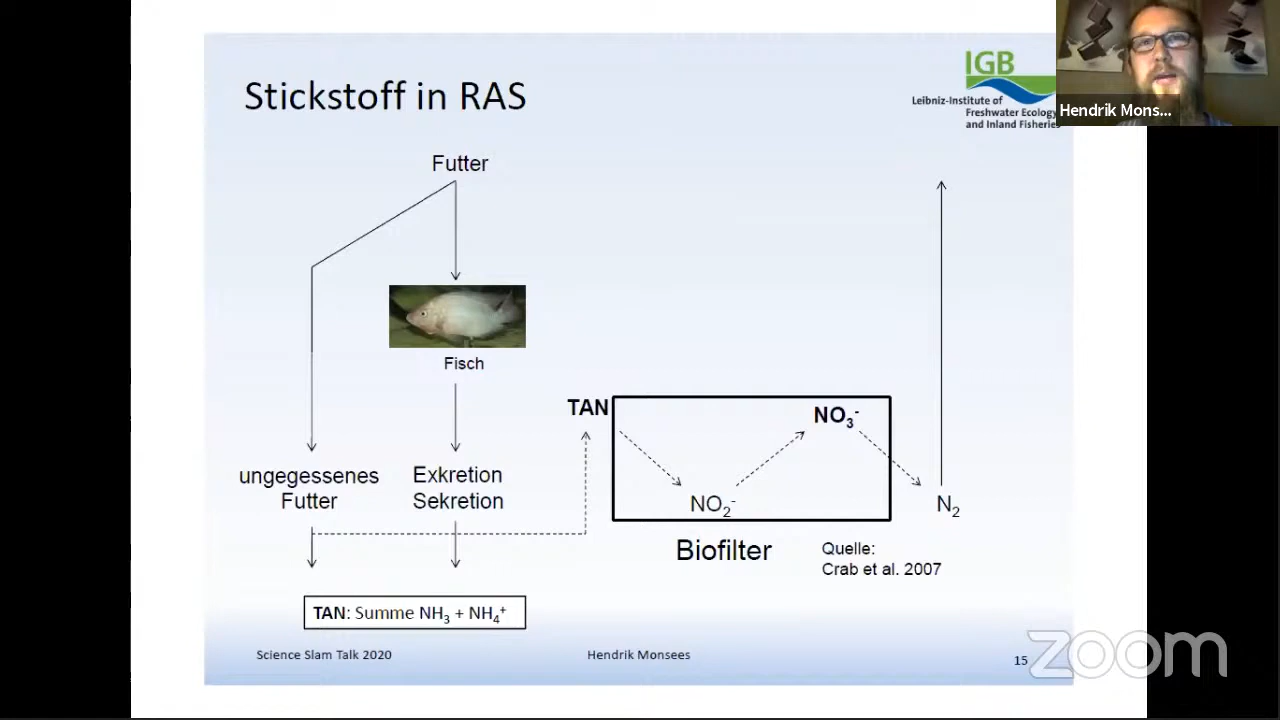 Stickstoff in RAS
IGB
Leibniz-Institute of
Freshwater Ecology
and Inland Fisheries
Hendrik Mons...
Futter
Fisch
TAN
NO3-
ungegessenes
Futter
Exkretion
Sekretion
NO2-
N2
Biofilter
Quelle:
Crab et al. 2007
TAN: Summe NH3 + NH4+
Science Slam Talk 2020
Hendrik Monsees
15
zoom